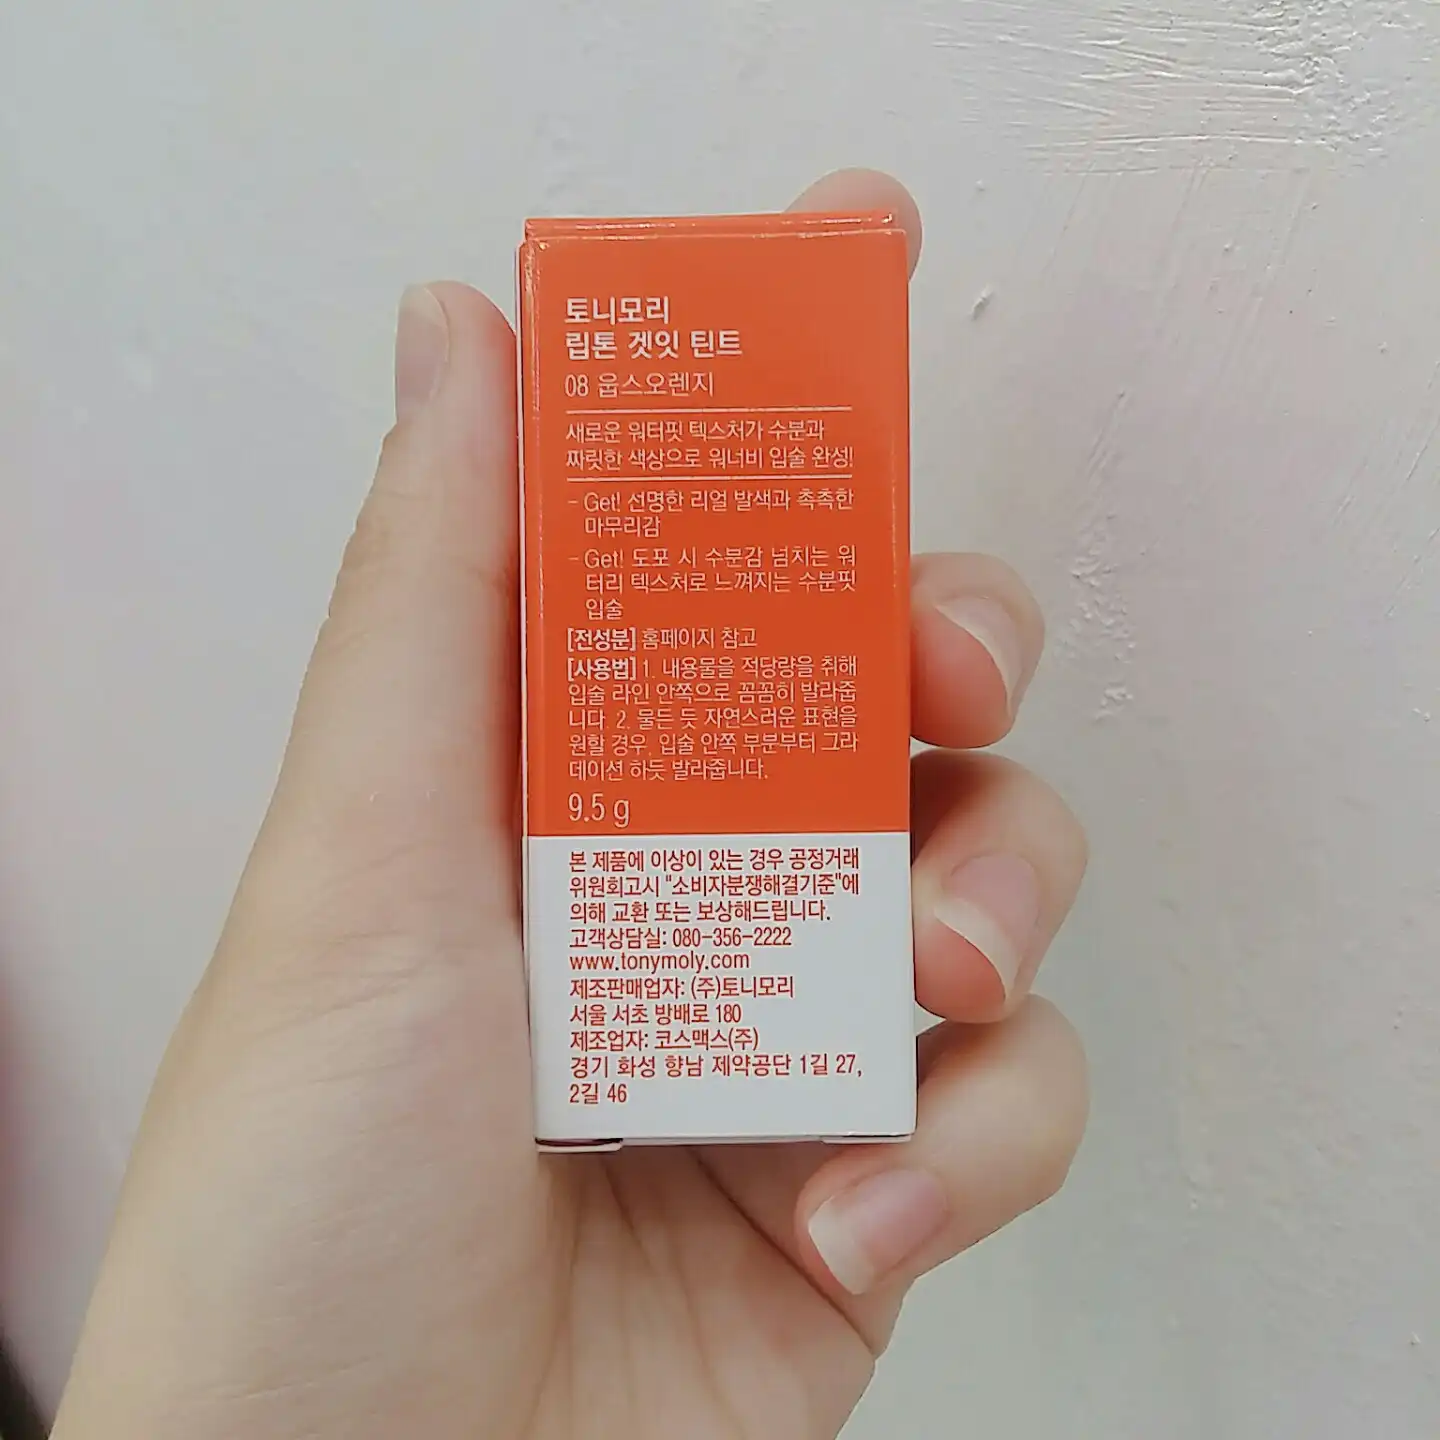 토니모리
립톤 겟잇 틴트
08 웁스오렌지
새로운 워터핏 텍스처가 수분과
짜릿한 색상으로 워너비 입술 완성!
- Get! 선명한 리얼 발색과 촉촉한
마무리감
- Get! 도포 시 수분감 넘치는 워
터리 텍스처로 느껴지는 수분핏
입술
[전성분] 홈페이지 참고
[사용법] 1. 내용물을 적당량을 취해
입술 라인 안쪽으로 꼼꼼히 발라줍
니다. 2. 물든 듯 자연스러운 표현을
원할 경우, 입술 안쪽 부분부터 그라
데이션 하듯 발라줍니다.
9.5 g
본 제품에 이상이 있는 경우 공정거래
위원회고시 "소비자분쟁해결기준"에
의해 교환 또는 보상해드립니다.
고객상담실: 080-356-2222
www.tonymoly.com
제조판매업자: (주)토니모리
서울 서초 방배로 180
제조업자: 코스맥스(주)
경기 화성 향남 제약공단 1길 27,
2길 46